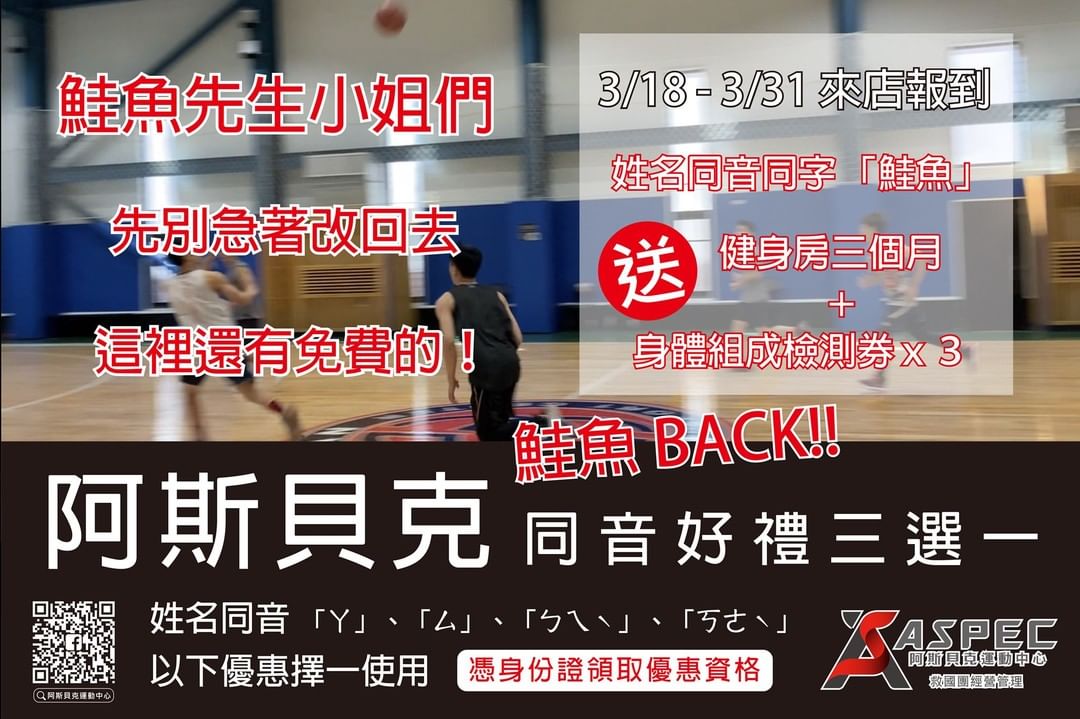 鮭魚先生小姐們
先別急著改回去
這裡還有免費的！
3/18 - 3/31 來店報到
姓名同音同字「鮭魚」
送
健身房三個月
+
身體組成檢測券 x 3
鮭魚 BACK!!
阿斯貝克 同音好禮三選一
姓名同音「ㄚ」、「ㄙ」、「ㄅㄟˋ」、「ㄎㄜˋ」
以下優惠擇一使用 憑身份證領取優惠資格
阿斯貝克運動中心
ASPEC
阿斯貝克運動中心
救國團經營管理